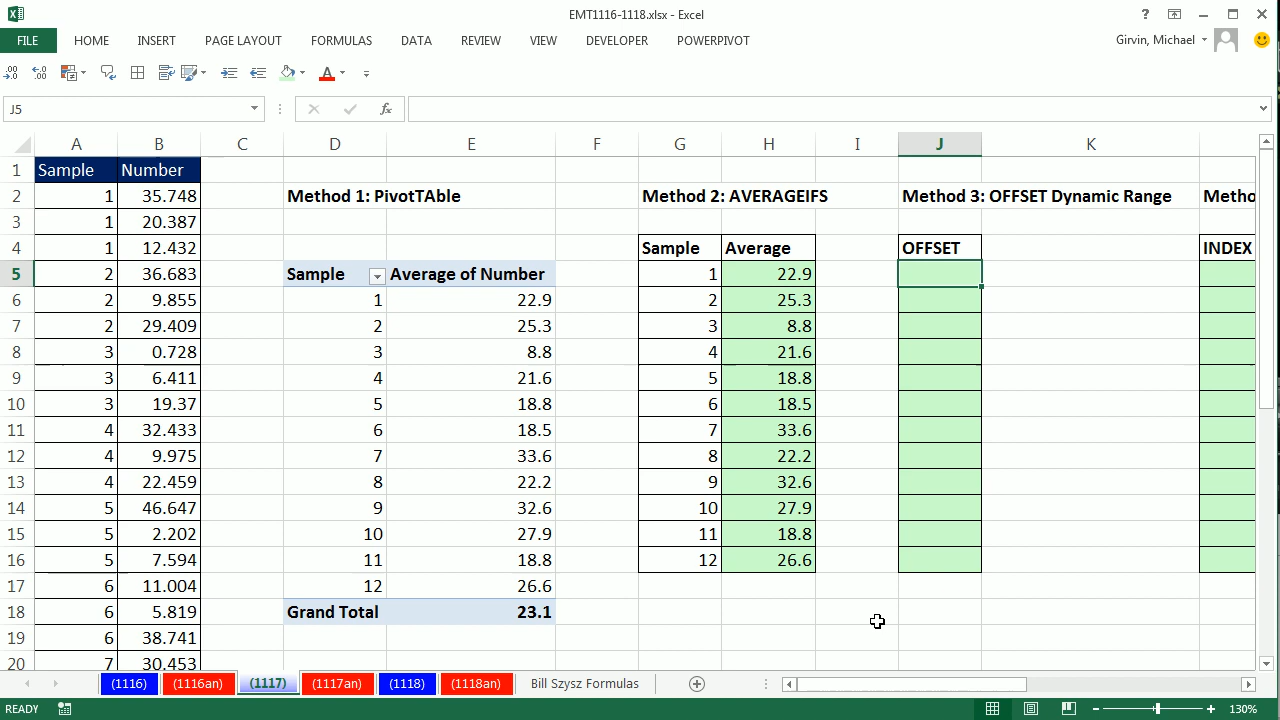 EMT1116-1118.xlsx - Excel
FILE HOME INSERT PAGE LAYOUT FORMULAS DATA REVIEW VIEW DEVELOPER POWERPIVOT Girvin, Michael
J5 fx
A B C D E F G H I J K
1 Sample Number
2 1 35.748 Method 1: PivotTAble Method 2: AVERAGEIFS Method 3: OFFSET Dynamic Range Metho
3 1 20.387
4 1 12.432 Sample Average OFFSET INDEX
5 2 36.683 Sample Average of Number 1 22.9
6 2 9.855 1 22.9 2 25.3
7 2 29.409 2 25.3 3 8.8
8 3 0.728 3 8.8 4 21.6
9 3 6.411 4 21.6 5 18.8
10 3 19.37 5 18.8 6 18.5
11 4 32.433 6 18.5 7 33.6
12 4 9.975 7 33.6 8 22.2
13 4 22.459 8 22.2 9 32.6
14 5 46.647 9 32.6 10 27.9
15 5 2.202 10 27.9 11 18.8
16 5 7.594 11 18.8 12 26.6
17 6 11.004 12 26.6
18 6 5.819 Grand Total 23.1
19 6 38.741
20 7 30.453
(1116) (1116an) (1117) (1117an) (1118) (1118an) Bill Szysz Formulas
READY 130%